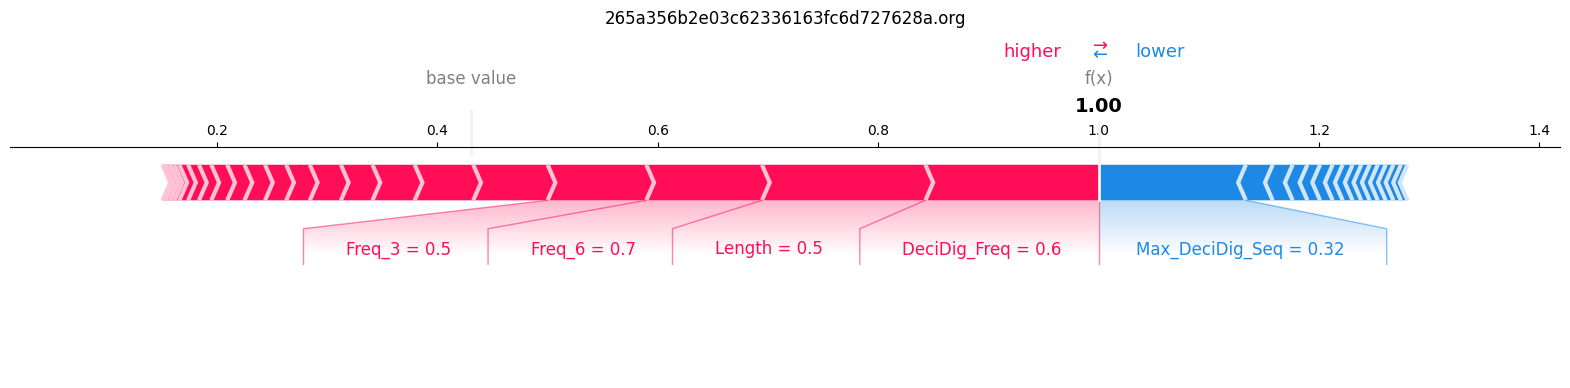 265a356b2e03c62336163fc6d727628a.org
higher ⇄ lower
base value f(x)
1.00
0.2 0.4 0.6 0.8 1.0 1.2 1.4
Freq_3 = 0.5 Freq_6 = 0.7 Length = 0.5 DeciDig_Freq = 0.6 Max_DeciDig_Seq = 0.32